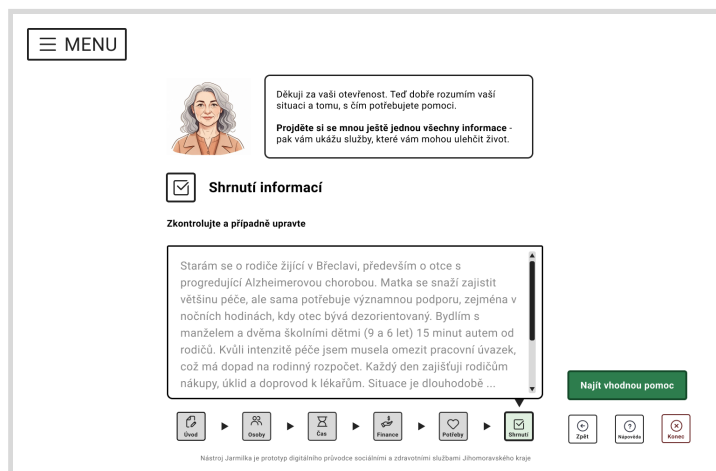 MENU
Děkuji za vaši otevřenost. Teď dobře rozumím vaší
situaci a tomu, s čím potřebujete pomoci.
Projděte si se mnou ještě jednou všechny informace -
pak vám ukážu služby, které vám mohou ulehčit život.
Shrnutí informací
Zkontrolujte a případně upravte
Starám se o rodiče žijící v Břeclavi, především o otce s
progredující Alzheimerovou chorobou. Matka se snaží zajistit
většinu péče, ale sama potřebuje významnou podporu, zejména v
nočních hodinách, kdy otec bývá dezorientovaný. Bydlím s
manželem a dvěma školními dětmi (9 a 6 let) 15 minut autem od
rodičů. Kvůli intenzitě péče jsem musela omezit pracovní úvazek,
což má dopad na rodinný rozpočet. Každý den zajišťuji rodičům
nákupy, úklid a doprovod k lékařům. Situace je dlouhodobě ...
Najít vhodnou pomoc
Úvod
Osoby
Čas
Finance
Potřeby
Shrnutí
Zpět
Nápověda
Konec
Nástroj Jarmilka je prototyp digitálního průvodce sociálními a zdravotními službami Jihomoravského kraje